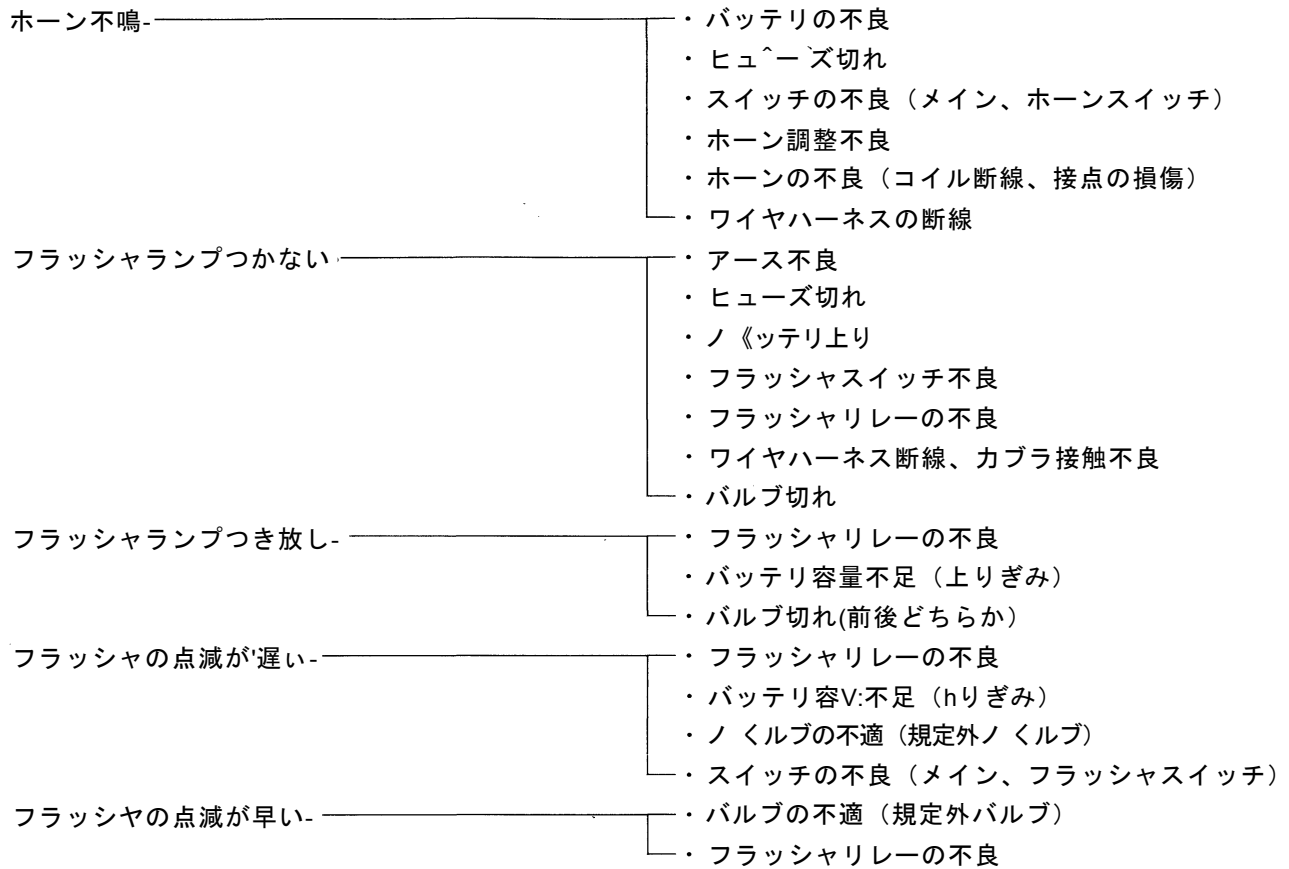 ホーン不鳴-
・バッテリの不良
・ヒュ^ー ズ切れ
・スイッチの不良（メイン、ホーンスイッチ）
・ホーン調整不良
・ホーンの不良（コイル断線、接点の損傷）
・ワイヤハーネスの断線
フラッシャランプつかない
・アース不良
・ヒューズ切れ
・ノ《ッテリ上り
・フラッシャスイッチ不良
・フラッシャリレーの不良
・ワイヤハーネス断線、カブラ接触不良
・バルブ切れ
フラッシャランプつき放し-
・フラッシャリレーの不良
・バッテリ容量不足（上りぎみ）
・バルブ切れ(前後どちらか）
フラッシャの点減が'遅ぃ-
・フラッシャリレーの不良
・バッテリ容V:不足（hりぎみ）
・ノ くルブの不適（規定外ノ くルブ）
・スイッチの不良（メイン、フラッシャスイッチ）
フラッシヤの点減が早い-
・バルブの不適（規定外バルブ）
・フラッシャリレーの不良